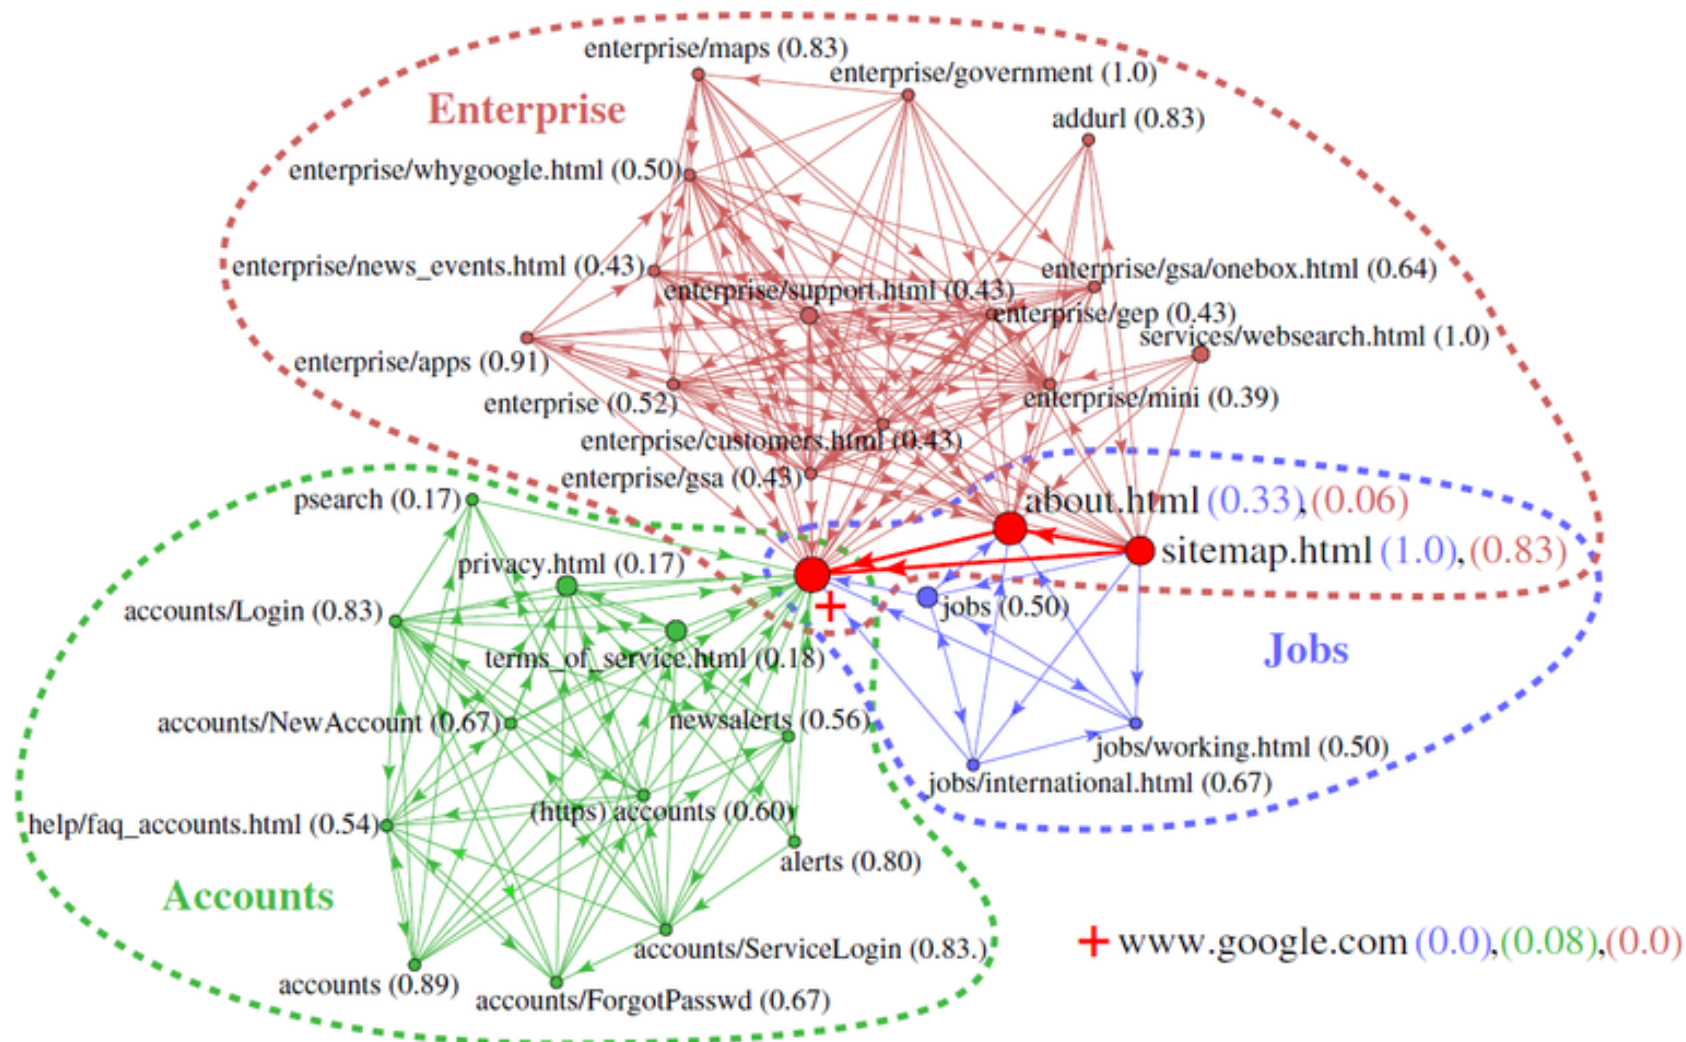 enterprise/maps (0.83)
enterprise/government (1.0)
Enterprise
addurl (0.83)
enterprise/whygoogle.html (0.50)
enterprise/news_events.html (0.43)
enterprise/gsa/onebox.html (0.64)
enterprise/support.html (0.43)
enterprise/gep (0.43)
services/websearch.html (1.0)
enterprise/apps (0.91)
enterprise (0.52)
enterprise/mini (0.39)
enterprise/customers.html (0.43)
enterprise/gsa (0.43)
psearch (0.17)
about.html (0.33),(0.06)
sitemap.html (1.0),(0.83)
privacy.html (0.17)
accounts/Login (0.83)
+
jobs (0.50)
Jobs
terms_of_service.html (0.18)
accounts/NewAccount (0.67)
newsalerts (0.56)
jobs/working.html (0.50)
jobs/international.html (0.67)
help/faq_accounts.html (0.54)
(https) accounts (0.60)
alerts (0.80)
Accounts
accounts/ServiceLogin (0.83.)
+ www.google.com (0.0),(0.08),(0.0)
accounts (0.89)
accounts/ForgotPasswd (0.67)